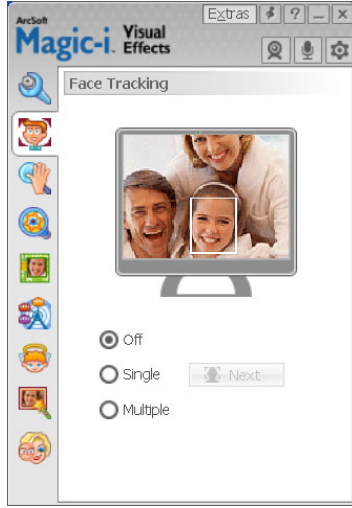 Extras ? _ x
ArcSoft
Magic-i. Visual Effects
Face Tracking
Off
Single Next
Multiple